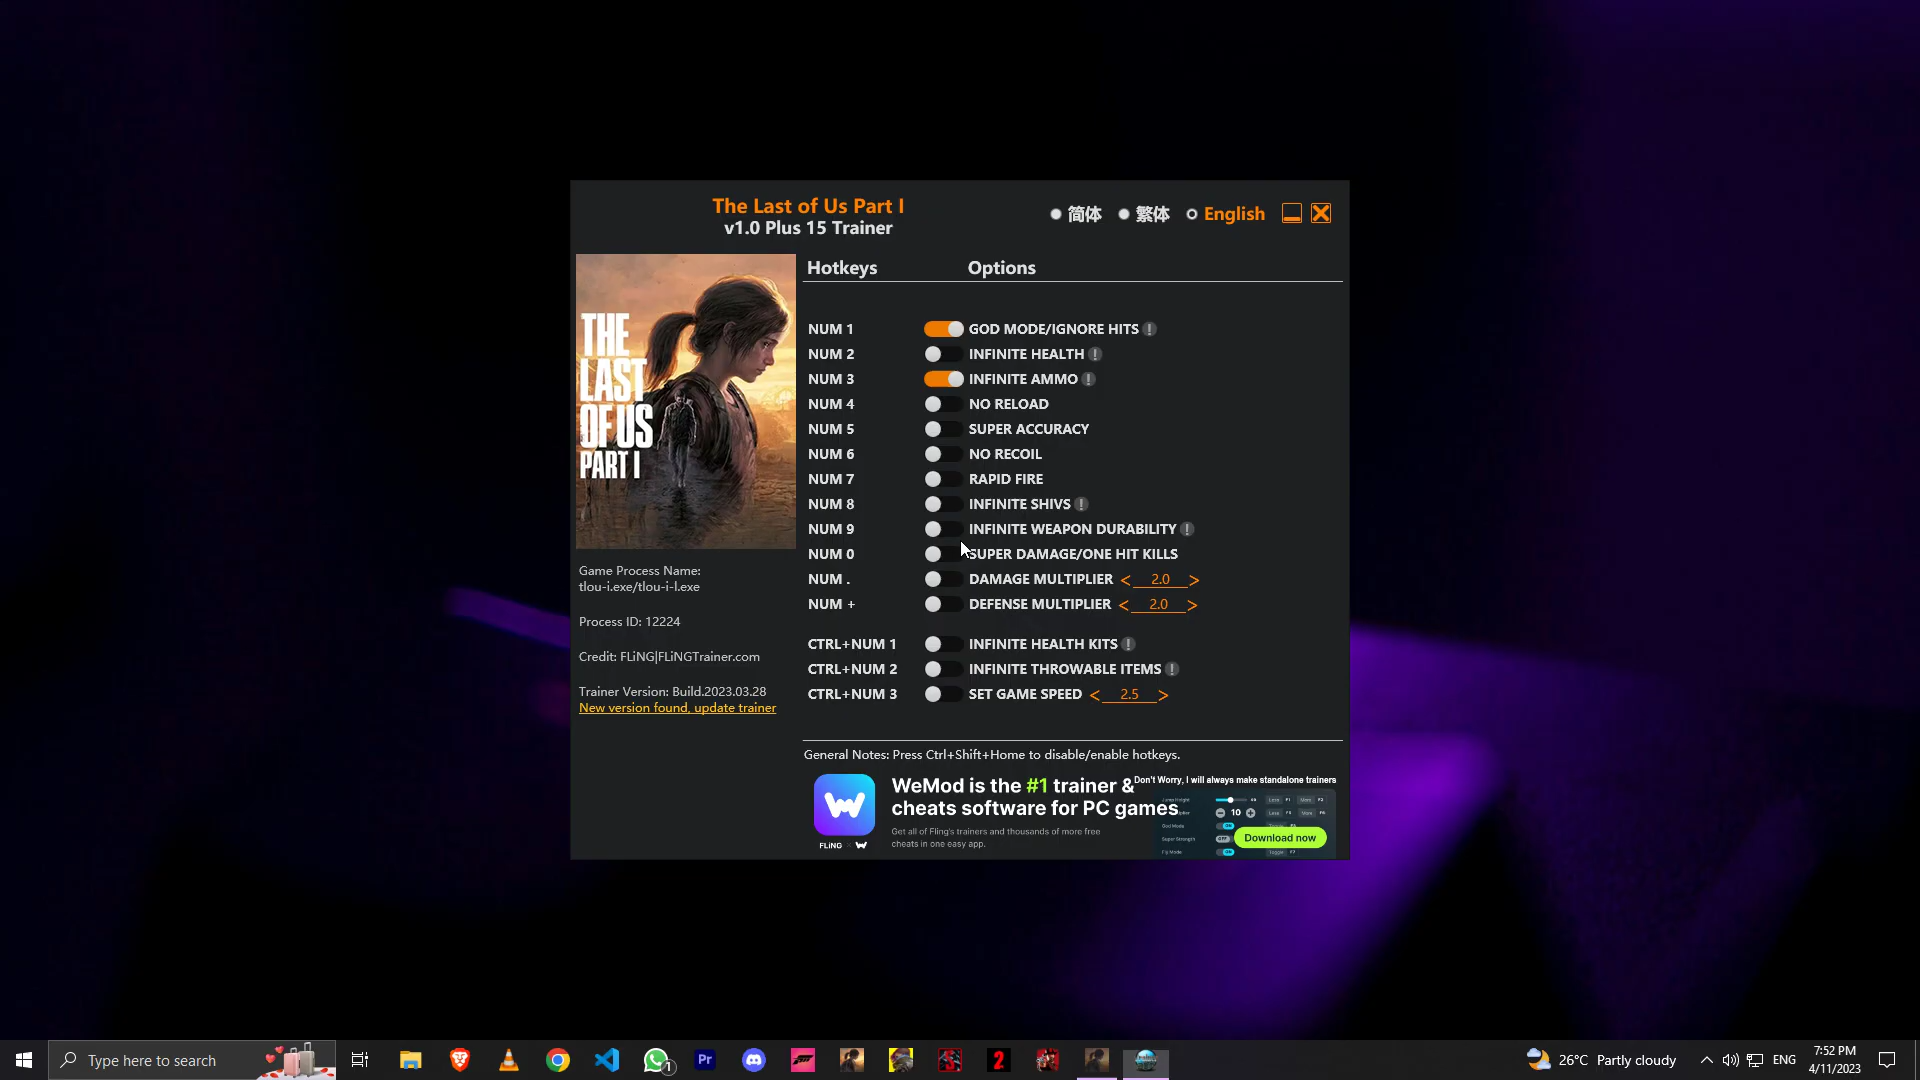 The Last of Us Part I
v1.0 Plus 15 Trainer
简体
繁体
English
THE
LAST
OF US
PART I
Hotkeys Options
NUM 1 GOD MODE/IGNORE HITS !
NUM 2 INFINITE HEALTH !
NUM 3 INFINITE AMMO !
NUM 4 NO RELOAD
NUM 5 SUPER ACCURACY
NUM 6 NO RECOIL
NUM 7 RAPID FIRE
NUM 8 INFINITE SHIVS !
NUM 9 INFINITE WEAPON DURABILITY !
NUM 0 SUPER DAMAGE/ONE HIT KILLS
NUM . DAMAGE MULTIPLIER < 2.0 >
NUM + DEFENSE MULTIPLIER < 2.0 >
CTRL+NUM 1 INFINITE HEALTH KITS !
CTRL+NUM 2 INFINITE THROWABLE ITEMS !
CTRL+NUM 3 SET GAME SPEED < 2.5 >
Game Process Name:
tlou-i.exe/tlou-i-l.exe
Process ID: 12224
Credit: FLiNG|FLiNGTrainer.com
Trainer Version: Build.2023.03.28
New version found, update trainer
General Notes: Press Ctrl+Shift+Home to disable/enable hotkeys.
WeMod is the #1 trainer &
cheats software for PC games
Get all of Fling's trainers and thousands of more free
cheats in one easy app.
FLiNG
Don't Worry, I will always make standalone trainers
10
God Mode
Super Strength
Download now
Type here to search
1
Pr
2
26°C Partly cloudy
ENG
7:52 PM
4/11/2023